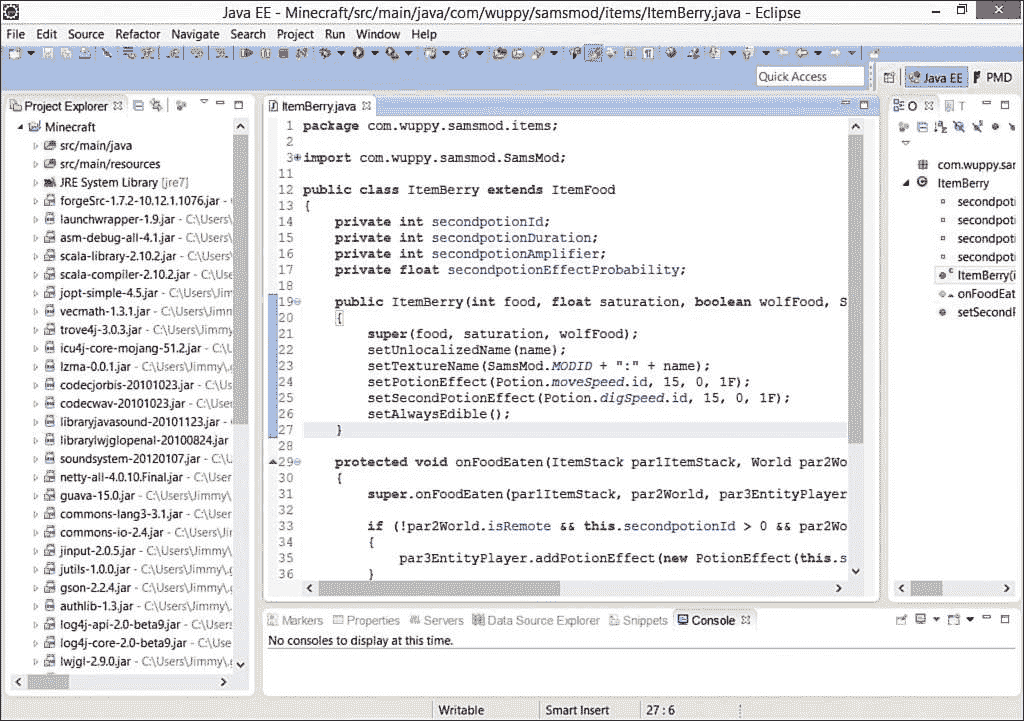 Java EE - Minecraft/src/main/java/com/wuppy/samsmod/items/ItemBerry.java - Eclipse
File Edit Source Refactor Navigate Search Project Run Window Help
Quick Access
Java EE
PMD
Project Explorer
Minecraft
src/main/java
src/main/resources
JRE System Library [jre7]
forgeSrc-1.7.2-10.12.1.1076.jar -
launchwrapper-1.9.jar - C:\Users\
asm-debug-all-4.1.jar - C:\Users\
scala-library-2.10.2.jar - C:\Users\
scala-compiler-2.10.2.jar - C:\Users
jopt-simple-4.5.jar - C:\Users\Jimm
vecmath-1.3.1.jar - C:\Users\Jimmy
trove4j-3.0.3.jar - C:\Users\Jimmy\
icu4j-core-mojang-51.2.jar - C:\U
lzma-0.0.1.jar - C:\Users\Jimmy\.g
codecjorbis-20101023.jar - C:\User
codecwav-20101023.jar - C:\Users\
libraryjavasound-20101123.jar - C:
librarylwjglopenal-20100824.jar
soundsystem-20120107.jar - C:\Use
netty-all-4.0.10.Final.jar - C:\Users
guava-15.0.jar - C:\Users\Jimmy\.g
commons-lang3-3.1.jar - C:\Users\
commons-io-2.4.jar - C:\Users\Jim
jinput-2.0.5.jar - C:\Users\Jimmy\.
jutils-1.0.0.jar - C:\Users\Jimmy\.g
gson-2.2.4.jar - C:\Users\Jimmy\.g
authlib-1.3.jar - C:\Users\Jimmy\.g
log4j-api-2.0-beta9.jar - C:\Users\
log4j-core-2.0-beta9.jar - C:\Users
lwjgl-2.9.0.jar - C:\Users\Jimmy\.g
ItemBerry.java
1 package com.wuppy.samsmod.items;
2
3 import com.wuppy.samsmod.SamsMod;
11
12 public class ItemBerry extends ItemFood
13 {
14 private int secondpotionId;
15 private int secondpotionDuration;
16 private int secondpotionAmplifier;
17 private float secondpotionEffectProbability;
18
19 public ItemBerry(int food, float saturation, boolean wolfFood, S
20 {
21 super(food, saturation, wolfFood);
22 setUnlocalizedName(name);
23 setTextureName(SamsMod.MODID + ":" + name);
24 setPotionEffect(Potion.moveSpeed.id, 15, 0, 1F);
25 setSecondPotionEffect(Potion.digSpeed.id, 15, 0, 1F);
26 setAlwaysEdible();
27 }
28
29 protected void onFoodEaten(ItemStack par1ItemStack, World par2Wo
30 {
31 super.onFoodEaten(par1ItemStack, par2World, par3EntityPlayer
32
33 if (!par2World.isRemote && this.secondpotionId > 0 && par2Wo
34 {
35 par3EntityPlayer.addPotionEffect(new PotionEffect(this.s
36 }
O
T
com.wuppy.sam
ItemBerry
secondpoti
secondpoti
secondpoti
secondpoti
ItemBerry(i
onFoodEat
setSecondF
Markers Properties Servers Data Source Explorer Snippets Console
No consoles to display at this time.
Writable Smart Insert 27 : 6